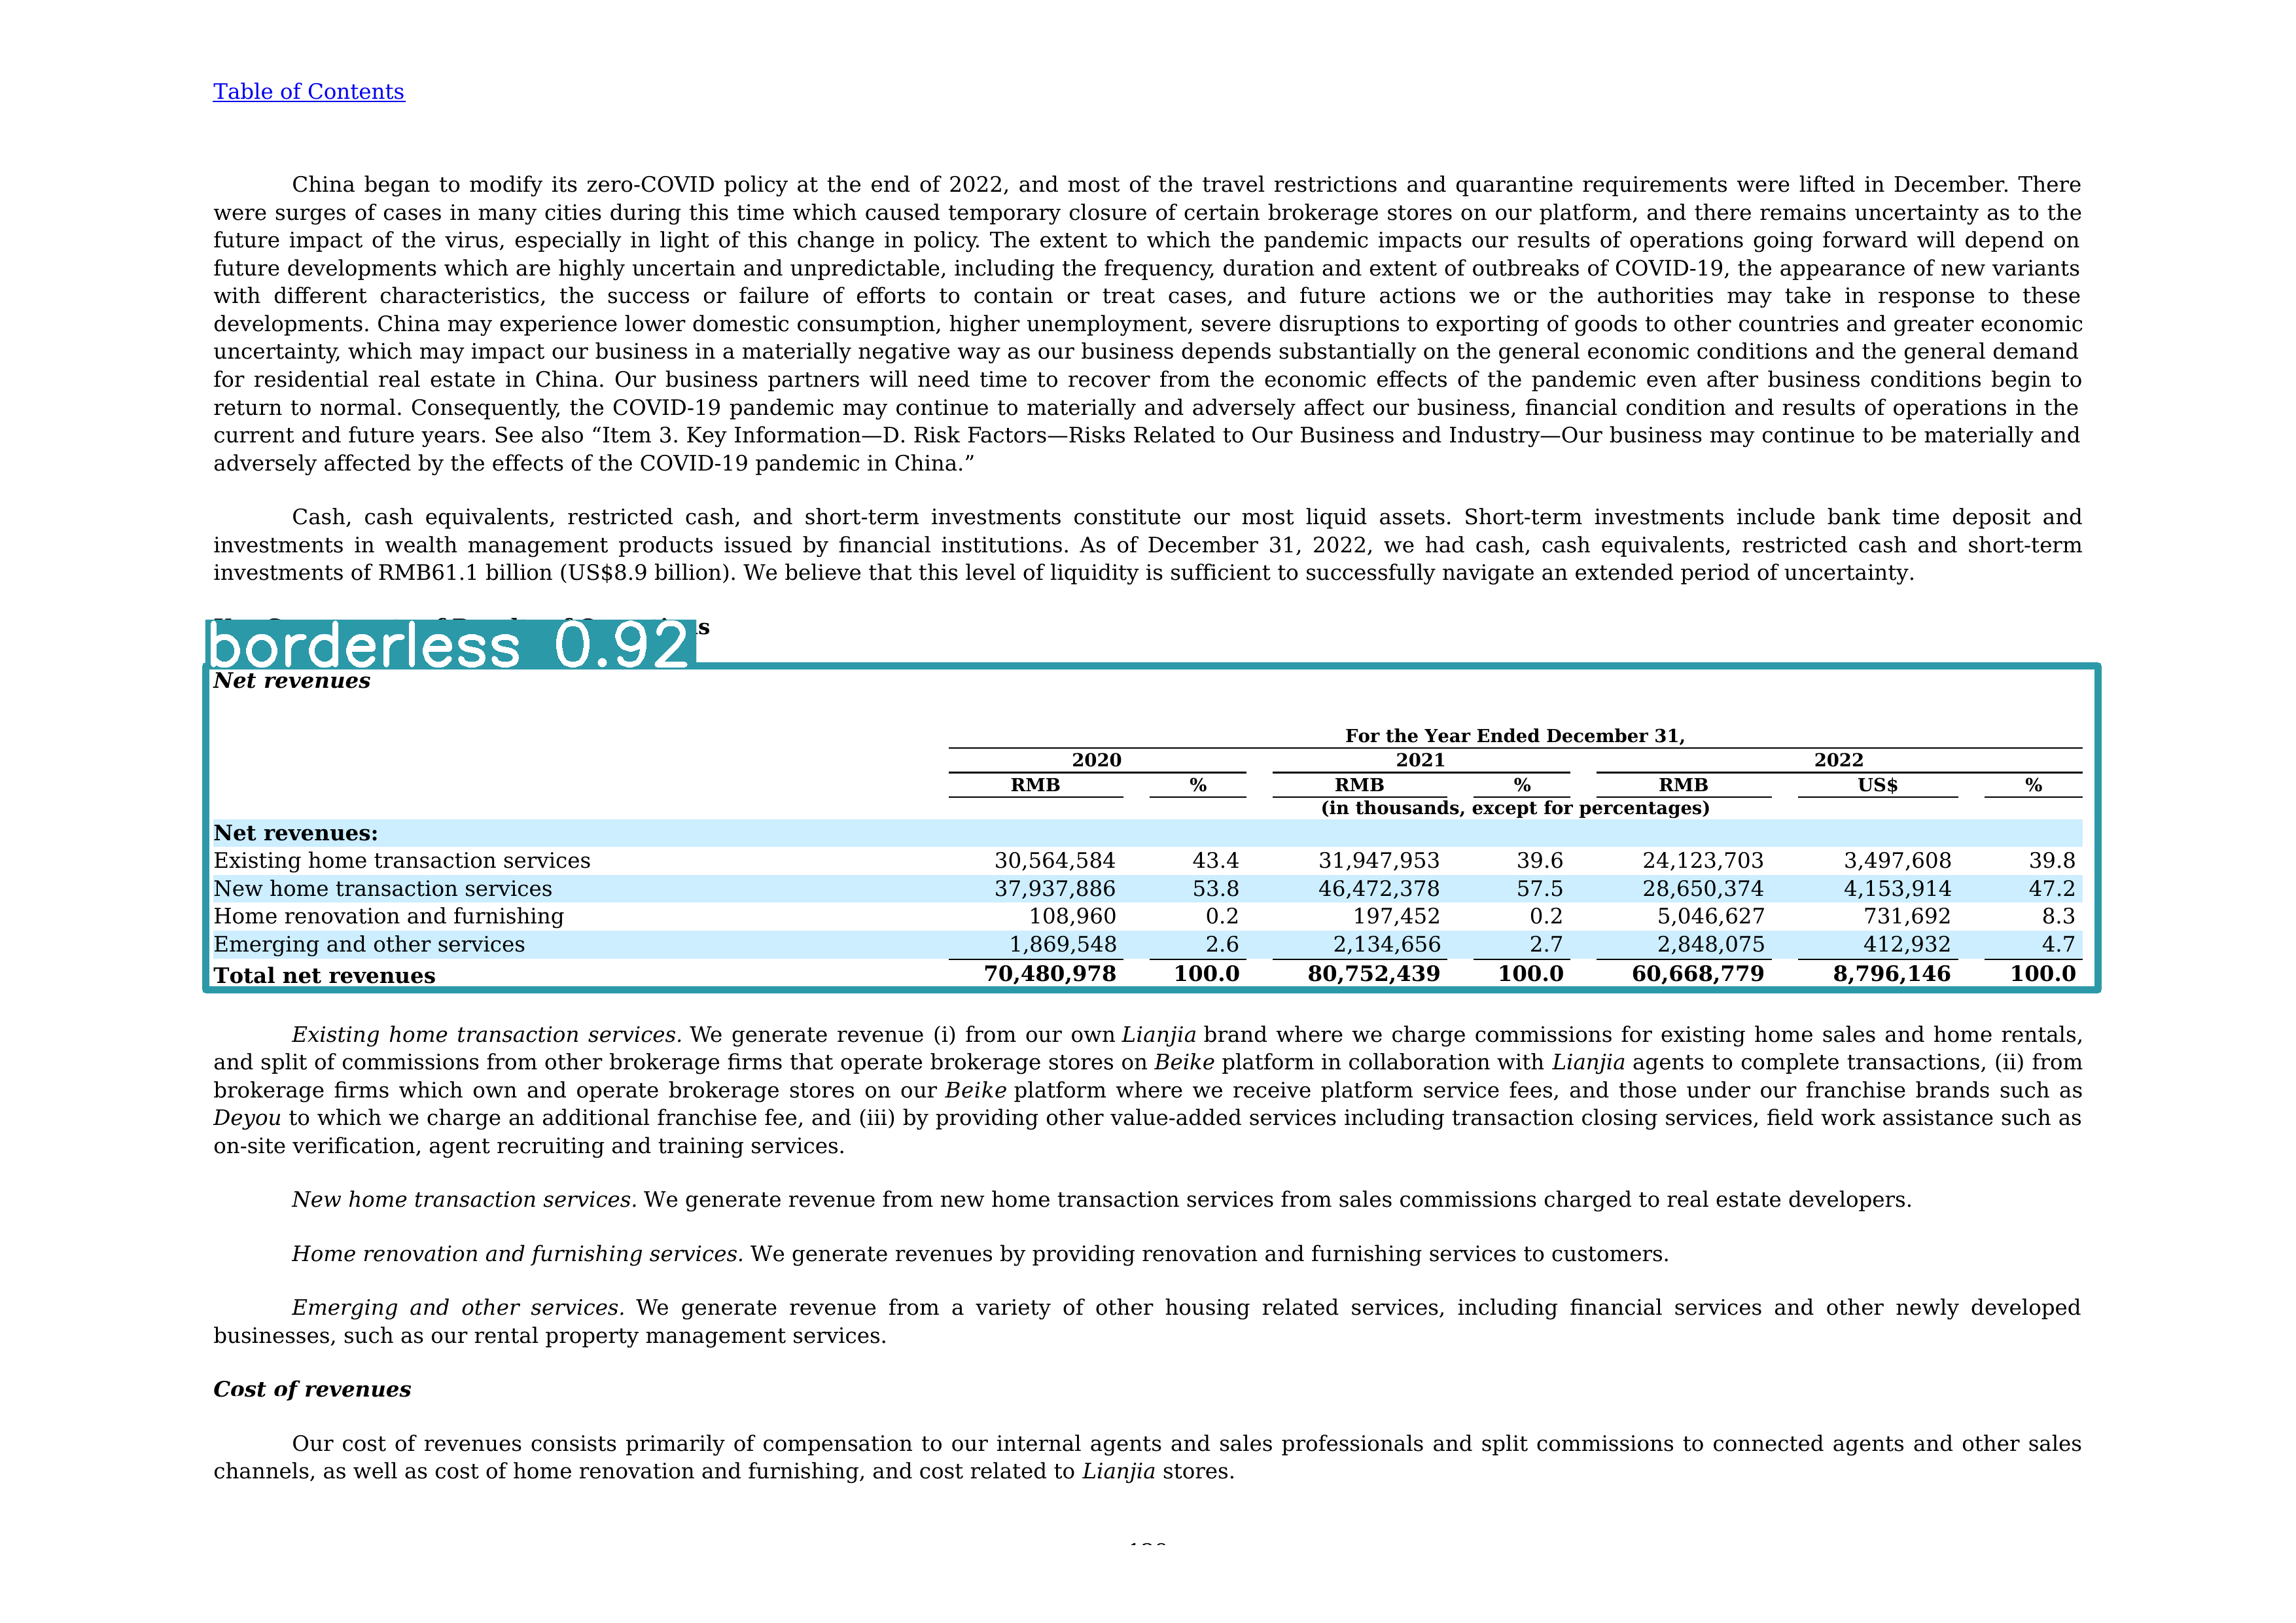 Table of Contents
China began to modify its zero-COVID policy at the end of 2022, and most of the travel restrictions and quarantine requirements were lifted in December. There
were surges of cases in many cities during this time which caused temporary closure of certain brokerage stores on our platform, and there remains uncertainty as to the
future impact of the virus, especially in light of this change in policy. The extent to which the pandemic impacts our results of operations going forward will depend on
future developments which are highly uncertain and unpredictable, including the frequency, duration and extent of outbreaks of COVID-19, the appearance of new variants
with different characteristics, the success or failure of efforts to contain or treat cases, and future actions we or the authorities may take in response to these
developments. China may experience lower domestic consumption, higher unemployment, severe disruptions to exporting of goods to other countries and greater economic
uncertainty, which may impact our business in a materially negative way as our business depends substantially on the general economic conditions and the general demand
for residential real estate in China. Our business partners will need time to recover from the economic effects of the pandemic even after business conditions begin to
return to normal. Consequently, the COVID-19 pandemic may continue to materially and adversely affect our business, financial condition and results of operations in the
current and future years. See also “Item 3. Key Information—D. Risk Factors—Risks Related to Our Business and Industry—Our business may continue to be materially and
adversely affected by the effects of the COVID-19 pandemic in China.”
Cash, cash equivalents, restricted cash, and short-term investments constitute our most liquid assets. Short-term investments include bank time deposit and
investments in wealth management products issued by financial institutions. As of December 31, 2022, we had cash, cash equivalents, restricted cash and short-term
investments of RMB61.1 billion (US$8.9 billion). We believe that this level of liquidity is sufficient to successfully navigate an extended period of uncertainty.
borderless 0.92
Net revenues
For the Year Ended December 31,
2020 2021 2022
RMB % RMB % RMB US$ %
(in thousands, except for percentages)
Net revenues:
Existing home transaction services 30,564,584 43.4 31,947,953 39.6 24,123,703 3,497,608 39.8
New home transaction services 37,937,886 53.8 46,472,378 57.5 28,650,374 4,153,914 47.2
Home renovation and furnishing 108,960 0.2 197,452 0.2 5,046,627 731,692 8.3
Emerging and other services 1,869,548 2.6 2,134,656 2.7 2,848,075 412,932 4.7
Total net revenues 70,480,978 100.0 80,752,439 100.0 60,668,779 8,796,146 100.0
Existing home transaction services. We generate revenue (i) from our own Lianjia brand where we charge commissions for existing home sales and home rentals,
and split of commissions from other brokerage firms that operate brokerage stores on Beike platform in collaboration with Lianjia agents to complete transactions, (ii) from
brokerage firms which own and operate brokerage stores on our Beike platform where we receive platform service fees, and those under our franchise brands such as
Deyou to which we charge an additional franchise fee, and (iii) by providing other value-added services including transaction closing services, field work assistance such as
on-site verification, agent recruiting and training services.
New home transaction services. We generate revenue from new home transaction services from sales commissions charged to real estate developers.
Home renovation and furnishing services. We generate revenues by providing renovation and furnishing services to customers.
Emerging and other services. We generate revenue from a variety of other housing related services, including financial services and other newly developed
businesses, such as our rental property management services.
Cost of revenues
Our cost of revenues consists primarily of compensation to our internal agents and sales professionals and split commissions to connected agents and other sales
channels, as well as cost of home renovation and furnishing, and cost related to Lianjia stores.